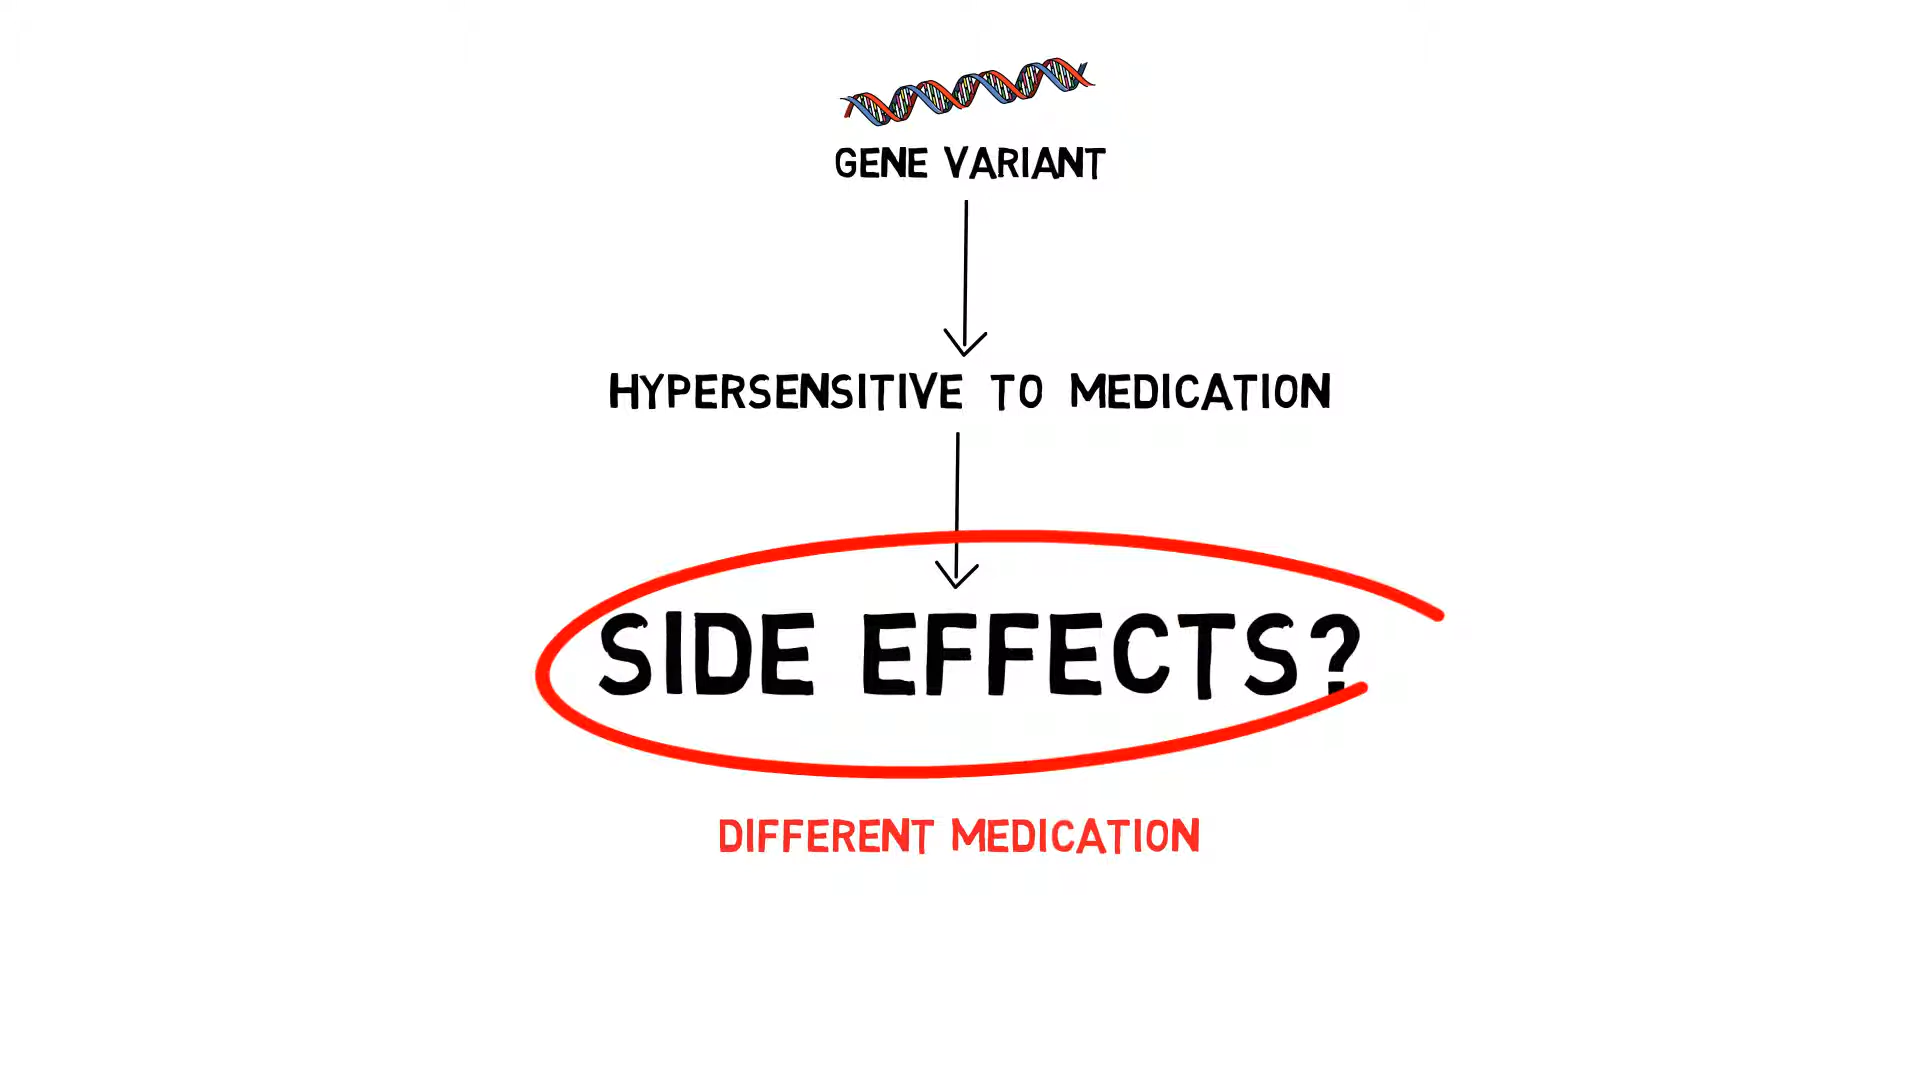 GENE VARIANT
HYPERSENSITIVE TO MEDICATION
SIDE EFFECTS?
DIFFERENT MEDICATION